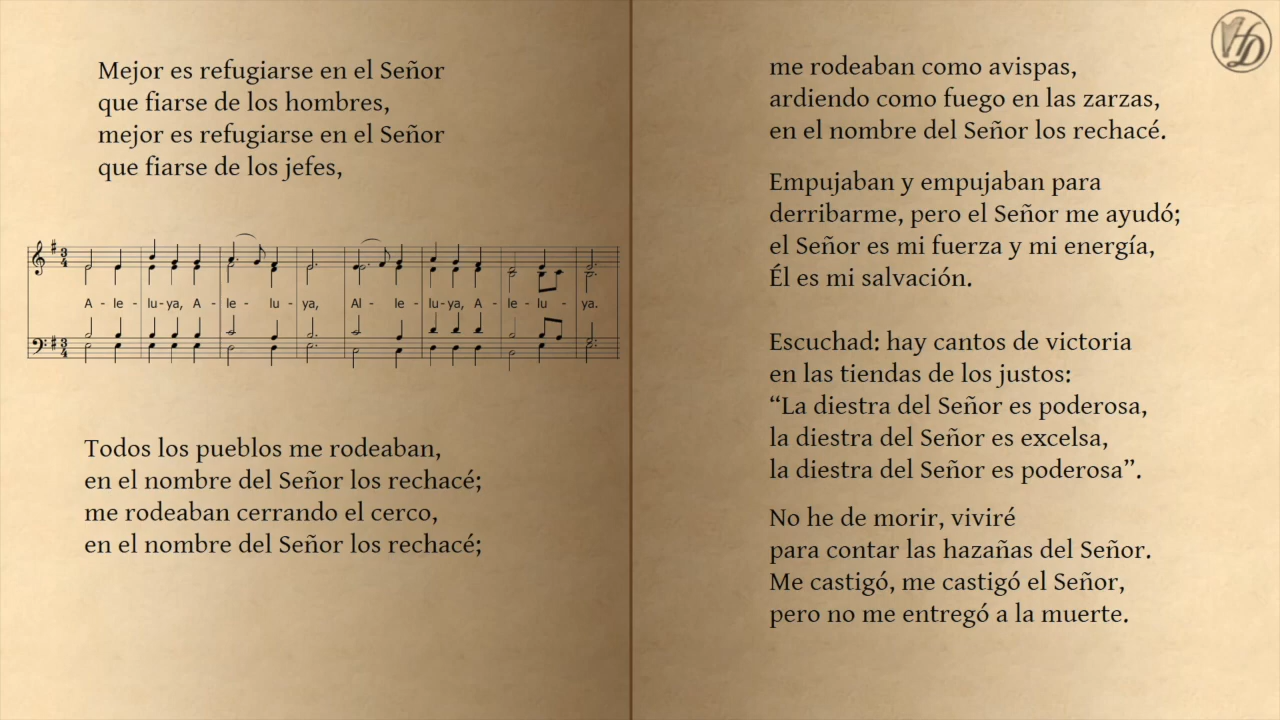 Mejor es refugiarse en el Señor
que fiarse de los hombres,
mejor es refugiarse en el Señor
que fiarse de los jefes,
A - le - lu - ya, A - le - lu - ya, Al - le - lu - ya, A - le - lu - ya.
Todos los pueblos me rodeaban,
en el nombre del Señor los rechacé;
me rodeaban cerrando el cerco,
en el nombre del Señor los rechacé;
me rodeaban como avispas,
ardiendo como fuego en las zarzas,
en el nombre del Señor los rechacé.
Empujaban y empujaban para
derribarme, pero el Señor me ayudó;
el Señor es mi fuerza y mi energía,
Él es mi salvación.
Escuchad: hay cantos de victoria
en las tiendas de los justos:
“La diestra del Señor es poderosa,
la diestra del Señor es excelsa,
la diestra del Señor es poderosa”.
No he de morir, viviré
para contar las hazañas del Señor.
Me castigó, me castigó el Señor,
pero no me entregó a la muerte.
HD